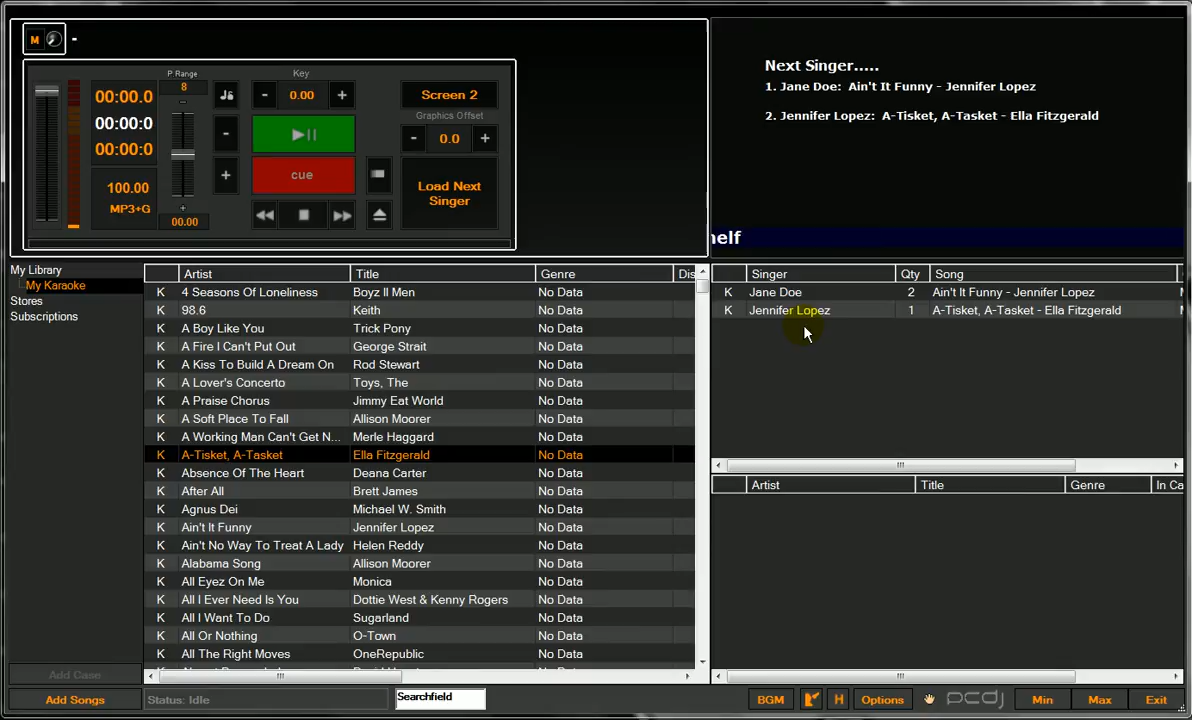 M -
P.Range
8
Key
00:00.0
- 0.00 +
Screen 2
00:00:0
Graphics Offset
00:00:0
-
- 0.0 +
cue
+
100.00
Load Next
Singer
MP3+G
+
00.00
Next Singer.....
1. Jane Doe: Ain't It Funny - Jennifer Lopez
2. Jennifer Lopez: A-Tisket, A-Tasket - Ella Fitzgerald
elf
My Library
My Karaoke
Stores
Subscriptions
Artist Title Genre Dis
K 4 Seasons Of Loneliness Boyz II Men No Data
K 98.6 Keith No Data
K A Boy Like You Trick Pony No Data
K A Fire I Can't Put Out George Strait No Data
K A Kiss To Build A Dream On Rod Stewart No Data
K A Lover's Concerto Toys, The No Data
K A Praise Chorus Jimmy Eat World No Data
K A Soft Place To Fall Allison Moorer No Data
K A Working Man Can't Get N... Merle Haggard No Data
K A-Tisket, A-Tasket Ella Fitzgerald No Data
K Absence Of The Heart Deana Carter No Data
K After All Brett James No Data
K Agnus Dei Michael W. Smith No Data
K Ain't It Funny Jennifer Lopez No Data
K Ain't No Way To Treat A Lady Helen Reddy No Data
K Alabama Song Allison Moorer No Data
K All Eyez On Me Monica No Data
K All I Ever Need Is You Dottie West & Kenny Rogers No Data
K All I Want To Do Sugarland No Data
K All Or Nothing O-Town No Data
K All The Right Moves OneRepublic No Data
Singer Qty Song
K Jane Doe 2 Ain't It Funny - Jennifer Lopez
K Jennifer Lopez 1 A-Tisket, A-Tasket - Ella Fitzgerald
Artist Title Genre In Ca
Add Case
Add Songs
Status: Idle
Searchfield
BGM H Options pcdj Min Max Exit